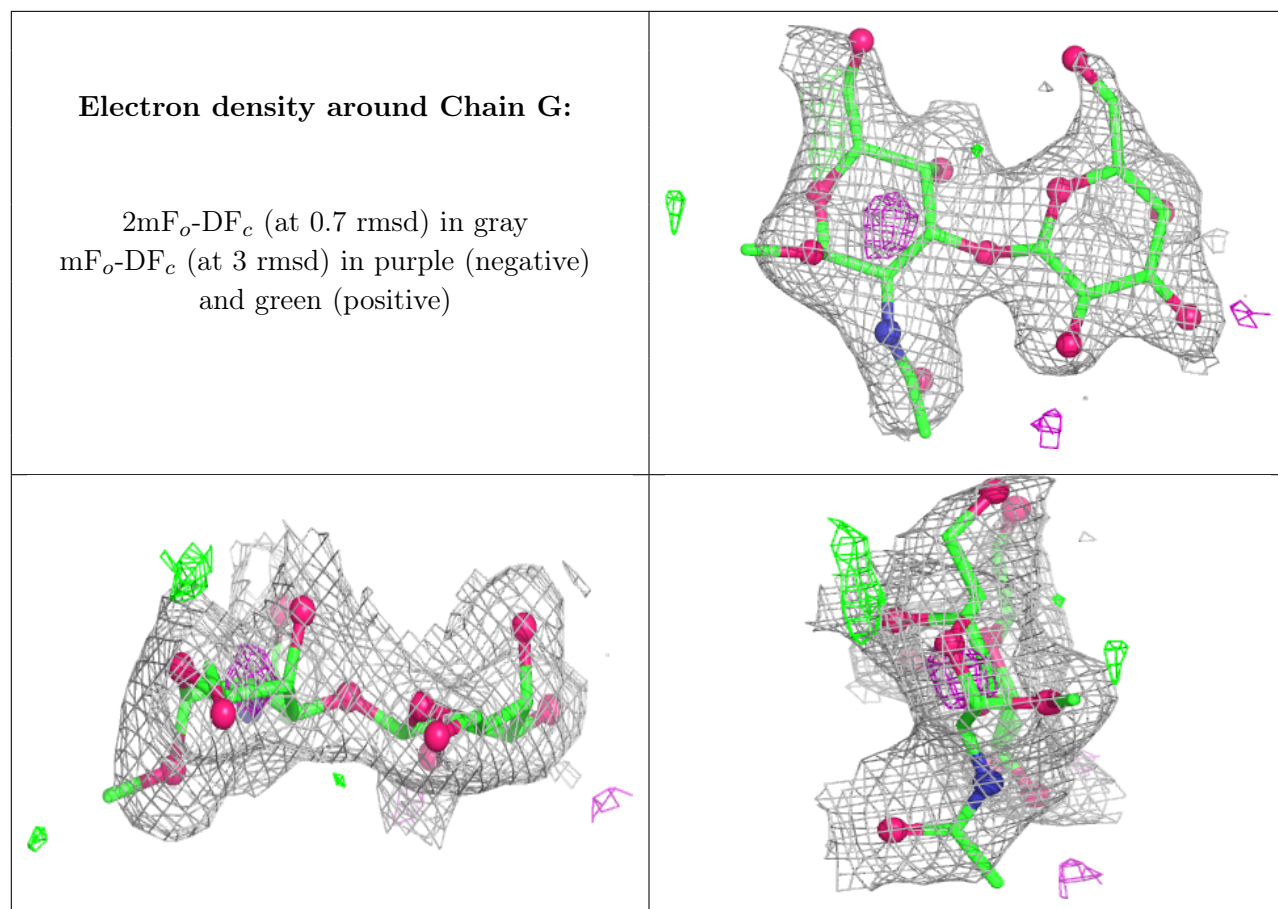 Electron density around Chain G:
2mFₒ-DF𝒸 (at 0.7 rmsd) in gray
mFₒ-DF𝒸 (at 3 rmsd) in purple (negative)
and green (positive)